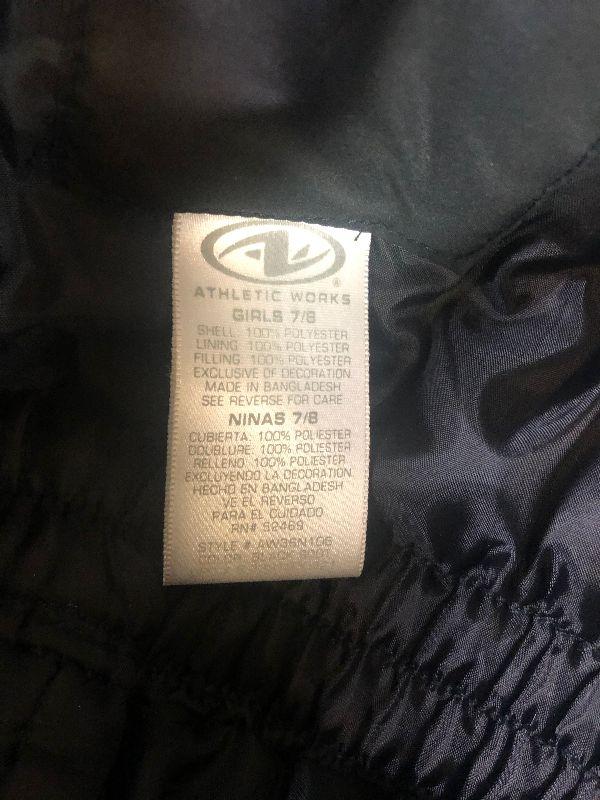 ATHLETIC WORKS
GIRLS 7/8
SHELL: 100% POLYESTER
LINING: 100% POLYESTER
FILLING: 100% POLYESTER
EXCLUSIVE OF DECORATION
MADE IN BANGLADESH
SEE REVERSE FOR CARE
NINAS 7/8
CUBIERTA: 100% POLIESTER
DOUBLURE: 100% POLIESTER
RELLENO: 100% POLIESTER
EXCLUYENDO LA DECORATION
HECHO EN BANGLADESH
VE EL REVERSO
PARA EL CUIDADO
RN# 52469
STYLE # AW36N106